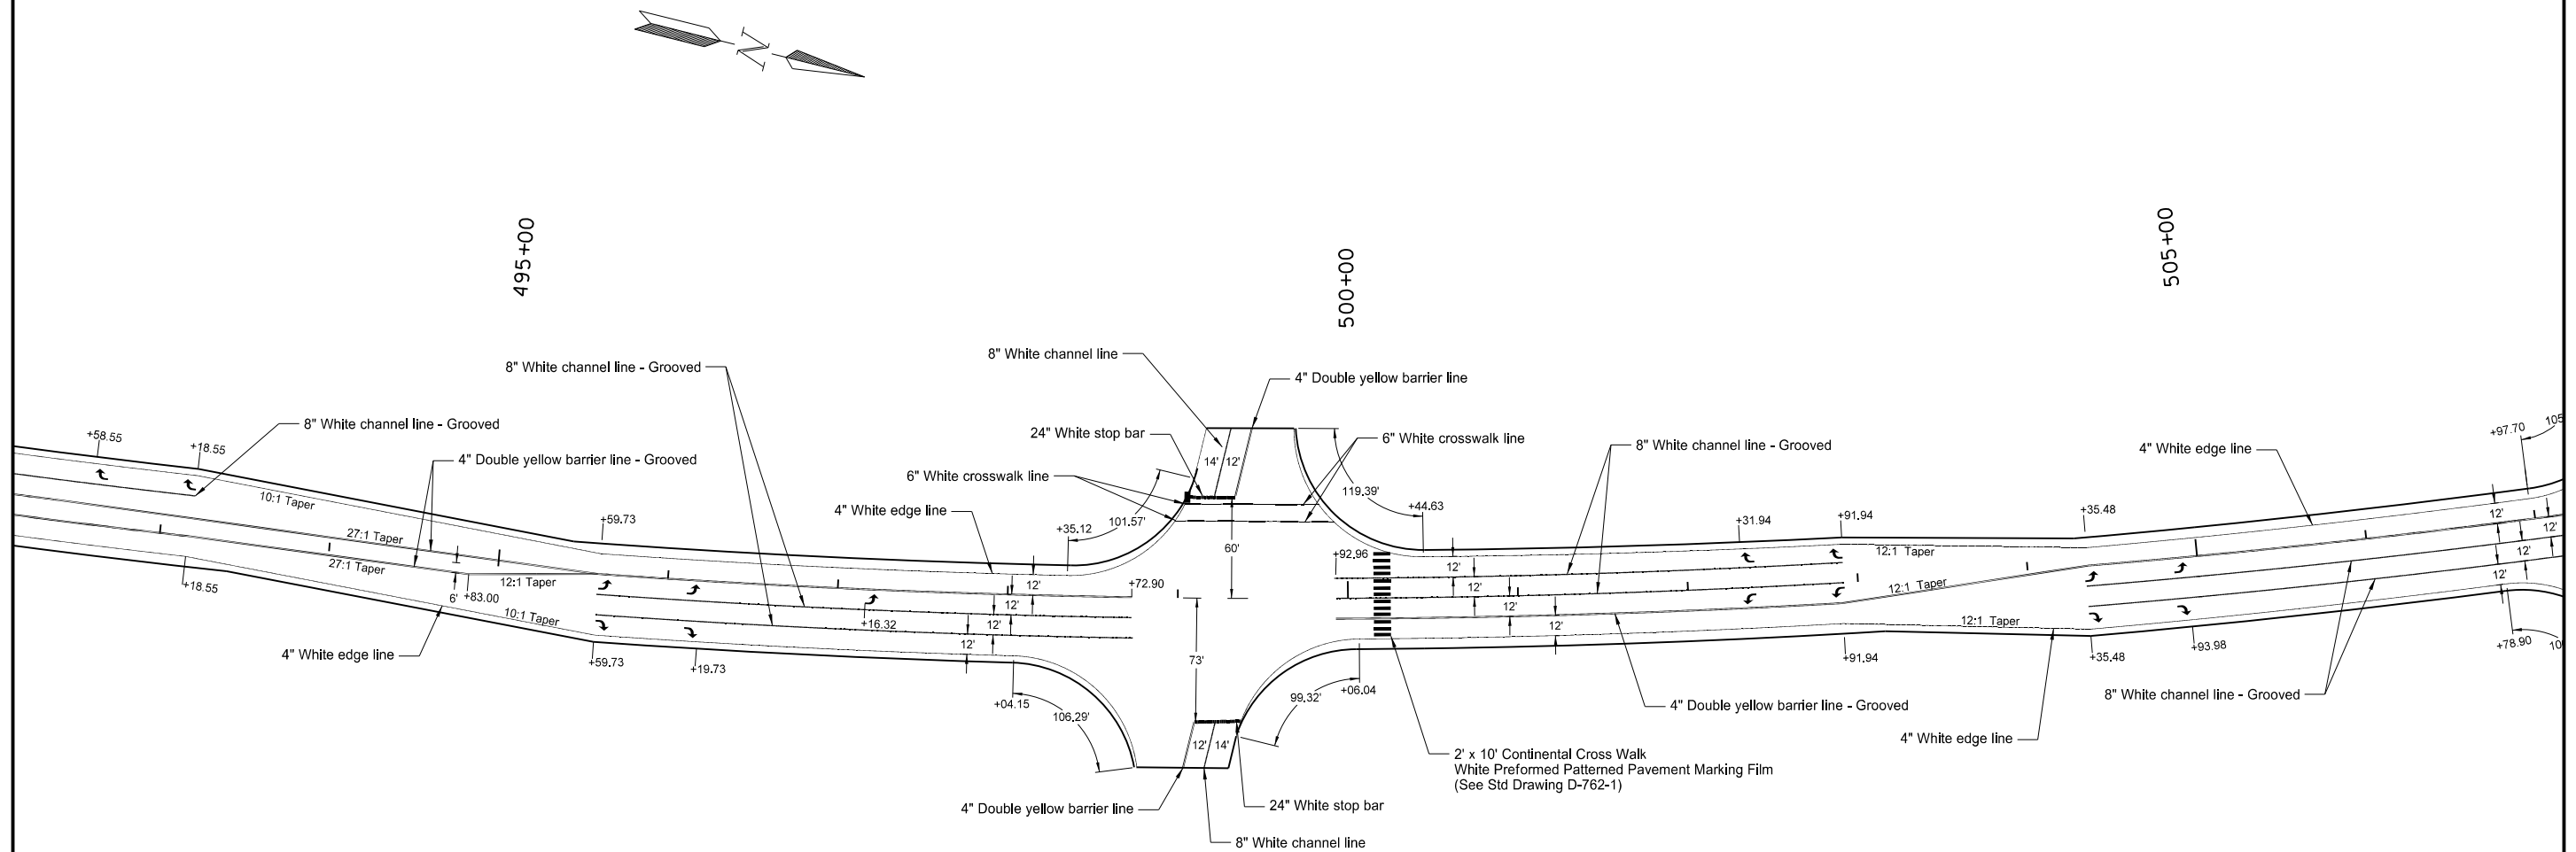 N
495+00
500+00
505+00
8" White channel line - Grooved
8" White channel line
4" Double yellow barrier line
8" White channel line - Grooved
4" Double yellow barrier line - Grooved
24" White stop bar
6" White crosswalk line
6" White crosswalk line
8" White channel line - Grooved
4" White edge line
4" White edge line
+58.55
+18.55
10:1 Taper
27:1 Taper
27:1 Taper
12:1 Taper
10:1 Taper
+18.55
6'
+83.00
+59.73
+59.73
+19.73
+16.32
12'
12'
12'
12'
+35.12
101.57'
+72.90
14'
12'
60'
73'
119.39'
+44.63
+92.96
12'
12'
12'
12'
+31.94
+91.94
12:1 Taper
12:1 Taper
12:1 Taper
+35.48
+97.70
105
12'
12'
12'
12'
+04.15
106.29'
12'
14'
99.32'
+06.04
+91.94
+35.48
+93.98
+78.90
10
4" White edge line
4" Double yellow barrier line - Grooved
8" White channel line - Grooved
4" White edge line
2' x 10' Continental Cross Walk
White Preformed Patterned Pavement Marking Film
(See Std Drawing D-762-1)
4" Double yellow barrier line
24" White stop bar
8" White channel line